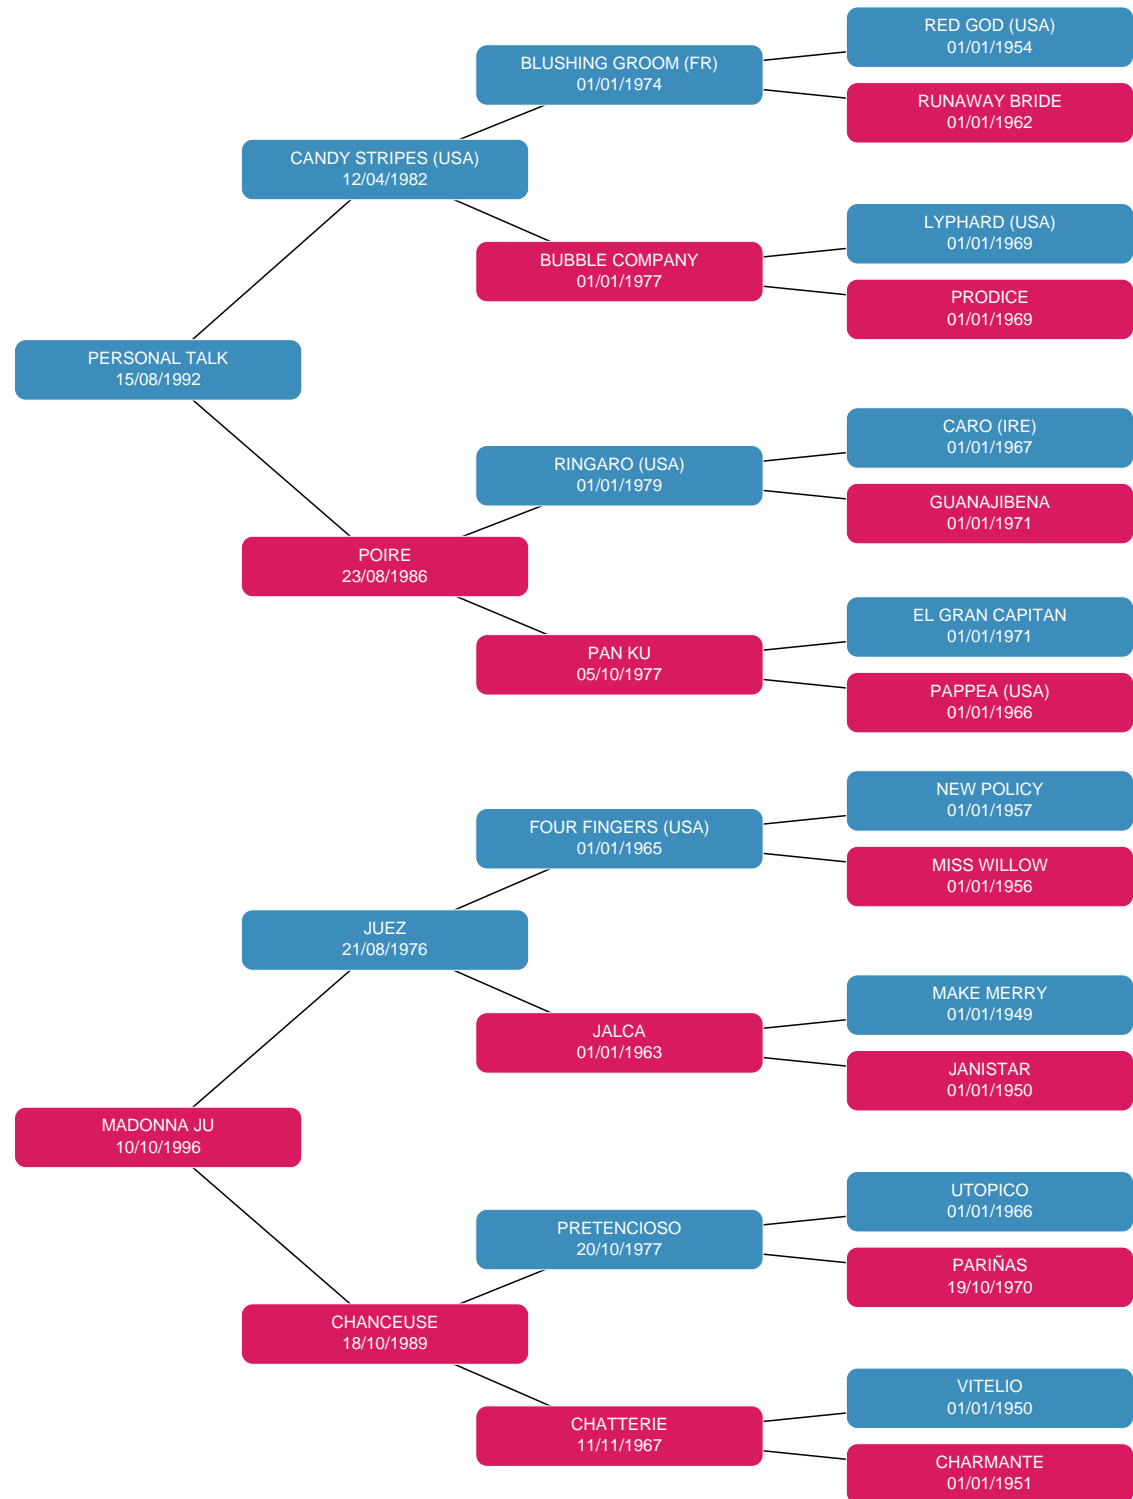 RED GOD (USA)
01/01/1954
BLUSHING GROOM (FR)
01/01/1974
RUNAWAY BRIDE
01/01/1962
CANDY STRIPES (USA)
12/04/1982
LYPHARD (USA)
01/01/1969
BUBBLE COMPANY
01/01/1977
PRODICE
01/01/1969
PERSONAL TALK
15/08/1992
CARO (IRE)
01/01/1967
RINGARO (USA)
01/01/1979
GUANAJIBENA
01/01/1971
POIRE
23/08/1986
EL GRAN CAPITAN
01/01/1971
PAN KU
05/10/1977
PAPPEA (USA)
01/01/1966
NEW POLICY
01/01/1957
FOUR FINGERS (USA)
01/01/1965
MISS WILLOW
01/01/1956
JUEZ
21/08/1976
MAKE MERRY
01/01/1949
JALCA
01/01/1963
JANISTAR
01/01/1950
MADONNA JU
10/10/1996
UTOPICO
01/01/1966
PRETENCIOSO
20/10/1977
PARIÑAS
19/10/1970
CHANCEUSE
18/10/1989
VITELIO
01/01/1950
CHATTERIE
11/11/1967
CHARMANTE
01/01/1951